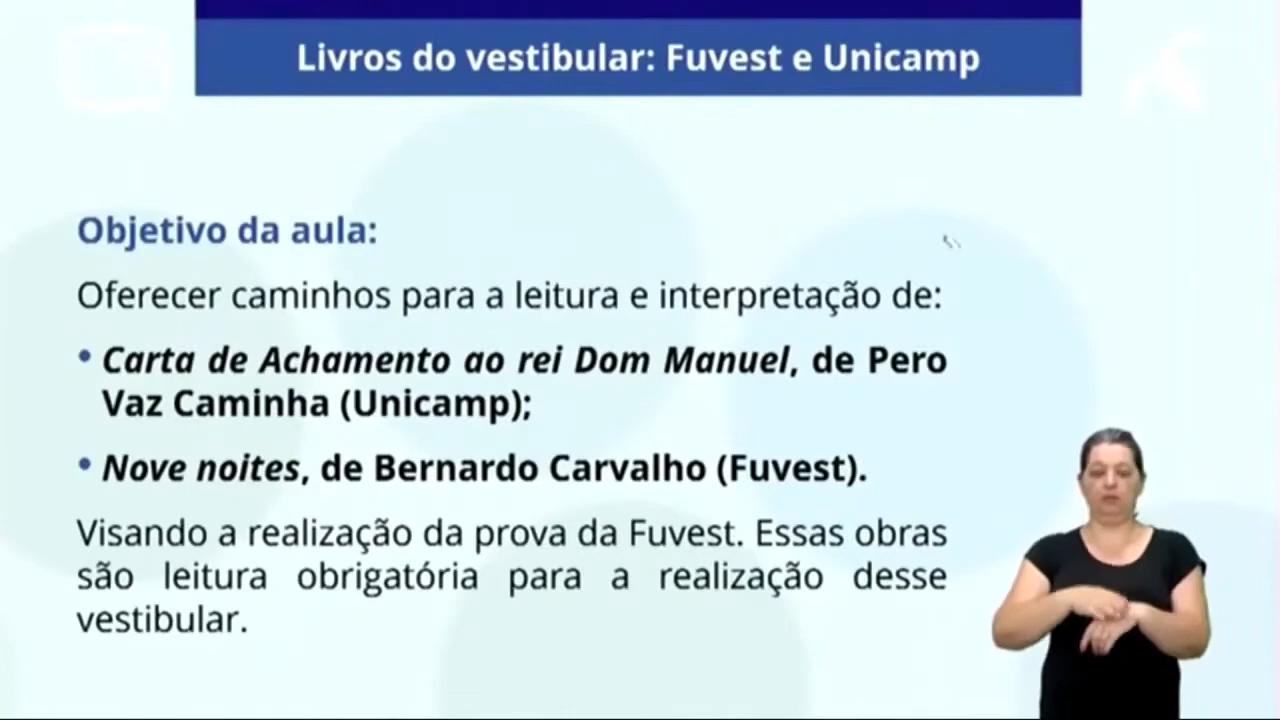 Livros do vestibular: Fuvest e Unicamp
Objetivo da aula:
Oferecer caminhos para a leitura e interpretação de:
• Carta de Achamento ao rei Dom Manuel, de Pero
Vaz Caminha (Unicamp);
• Nove noites, de Bernardo Carvalho (Fuvest).
Visando a realização da prova da Fuvest. Essas obras
são leitura obrigatória para a realização desse
vestibular.